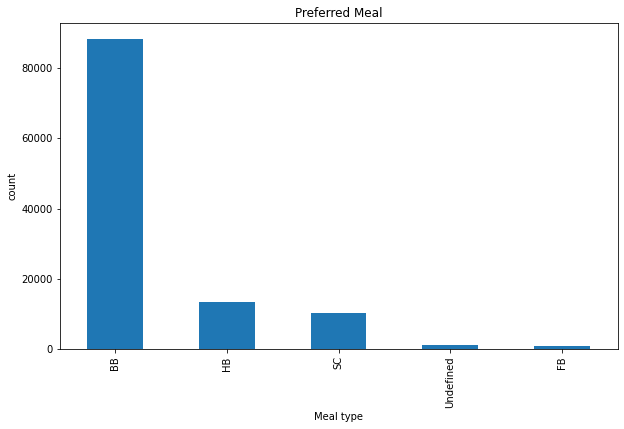 Preferred Meal
80000
60000
40000
20000
0
count
BB
HB
SC
Undefined
FB
Meal type